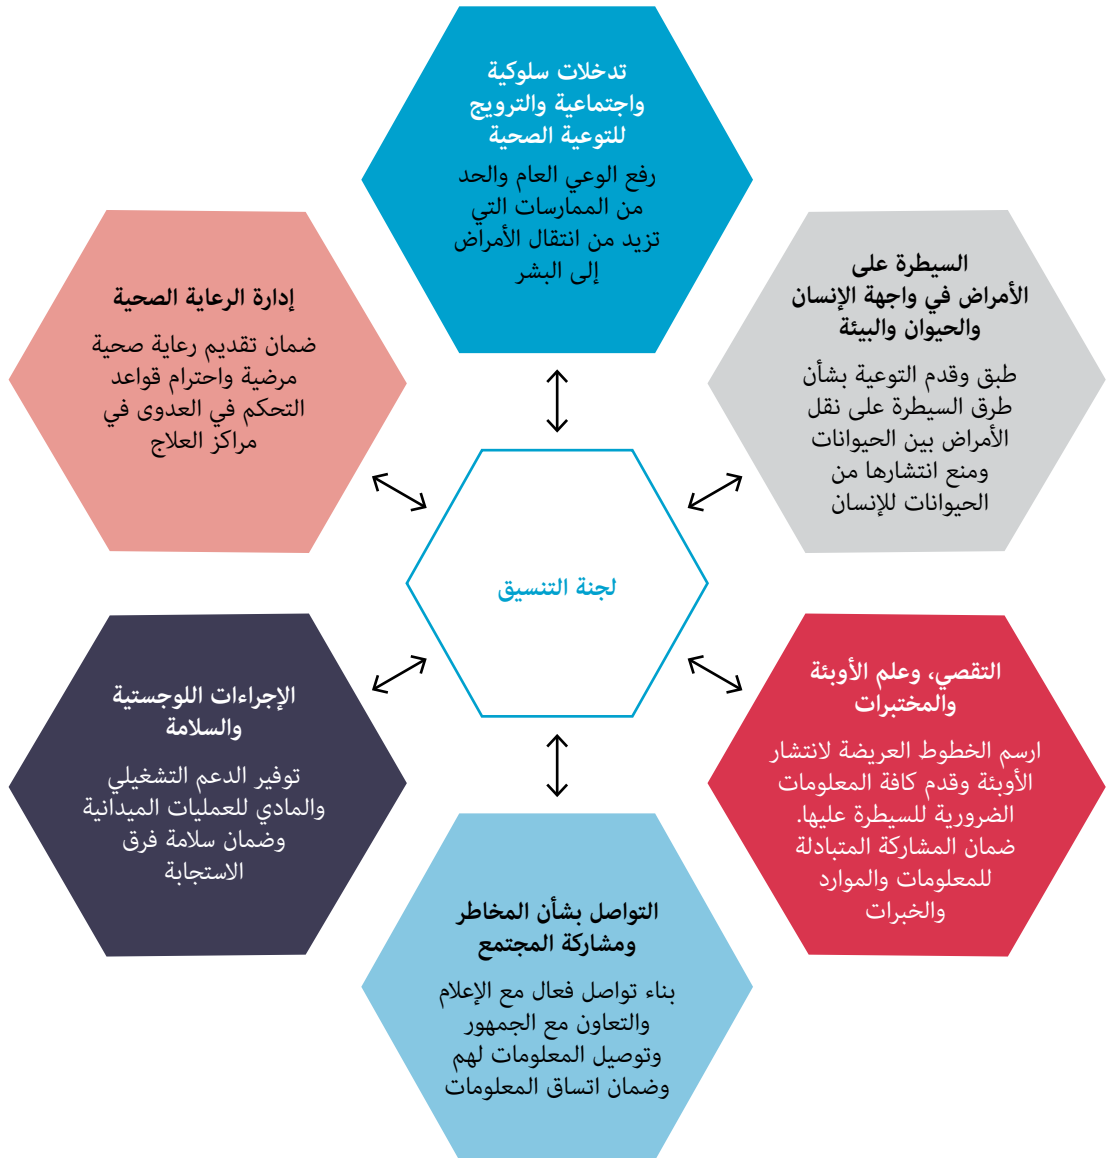 تدخلات سلوكية
واجتماعية والترويج
للتوعية الصحية
رفع الوعي العام والحد
من الممارسات التي
تزيد من انتقال الأمراض
إلى البشر
السيطرة على
الأمراض في واجهة الإنسان
والحيوان والبيئة
طبق وقدم التوعية بشأن
طرق السيطرة على نقل
الأمراض بين الحيوانات
ومنع انتشارها من
الحيوانات للإنسان
إدارة الرعاية الصحية
ضمان تقديم رعاية صحية
مرضية واحترام قواعد
التحكم في العدوى في
مراكز العلاج
لجنة التنسيق
التقصي، وعلم الأوبئة
والمختبرات
ارسم الخطوط العريضة لانتشار
الأوبئة وقدم كافة المعلومات
الضرورية للسيطرة عليها.
ضمان المشاركة المتبادلة
للمعلومات والموارد
والخبرات
الإجراءات اللوجستية
والسلامة
توفير الدعم التشغيلي
والمادي للعمليات الميدانية
وضمان سلامة فرق
الاستجابة
التواصل بشأن المخاطر
ومشاركة المجتمع
بناء تواصل فعال مع الإعلام
والتعاون مع الجمهور
وتوصيل المعلومات لهم
وضمان اتساق المعلومات